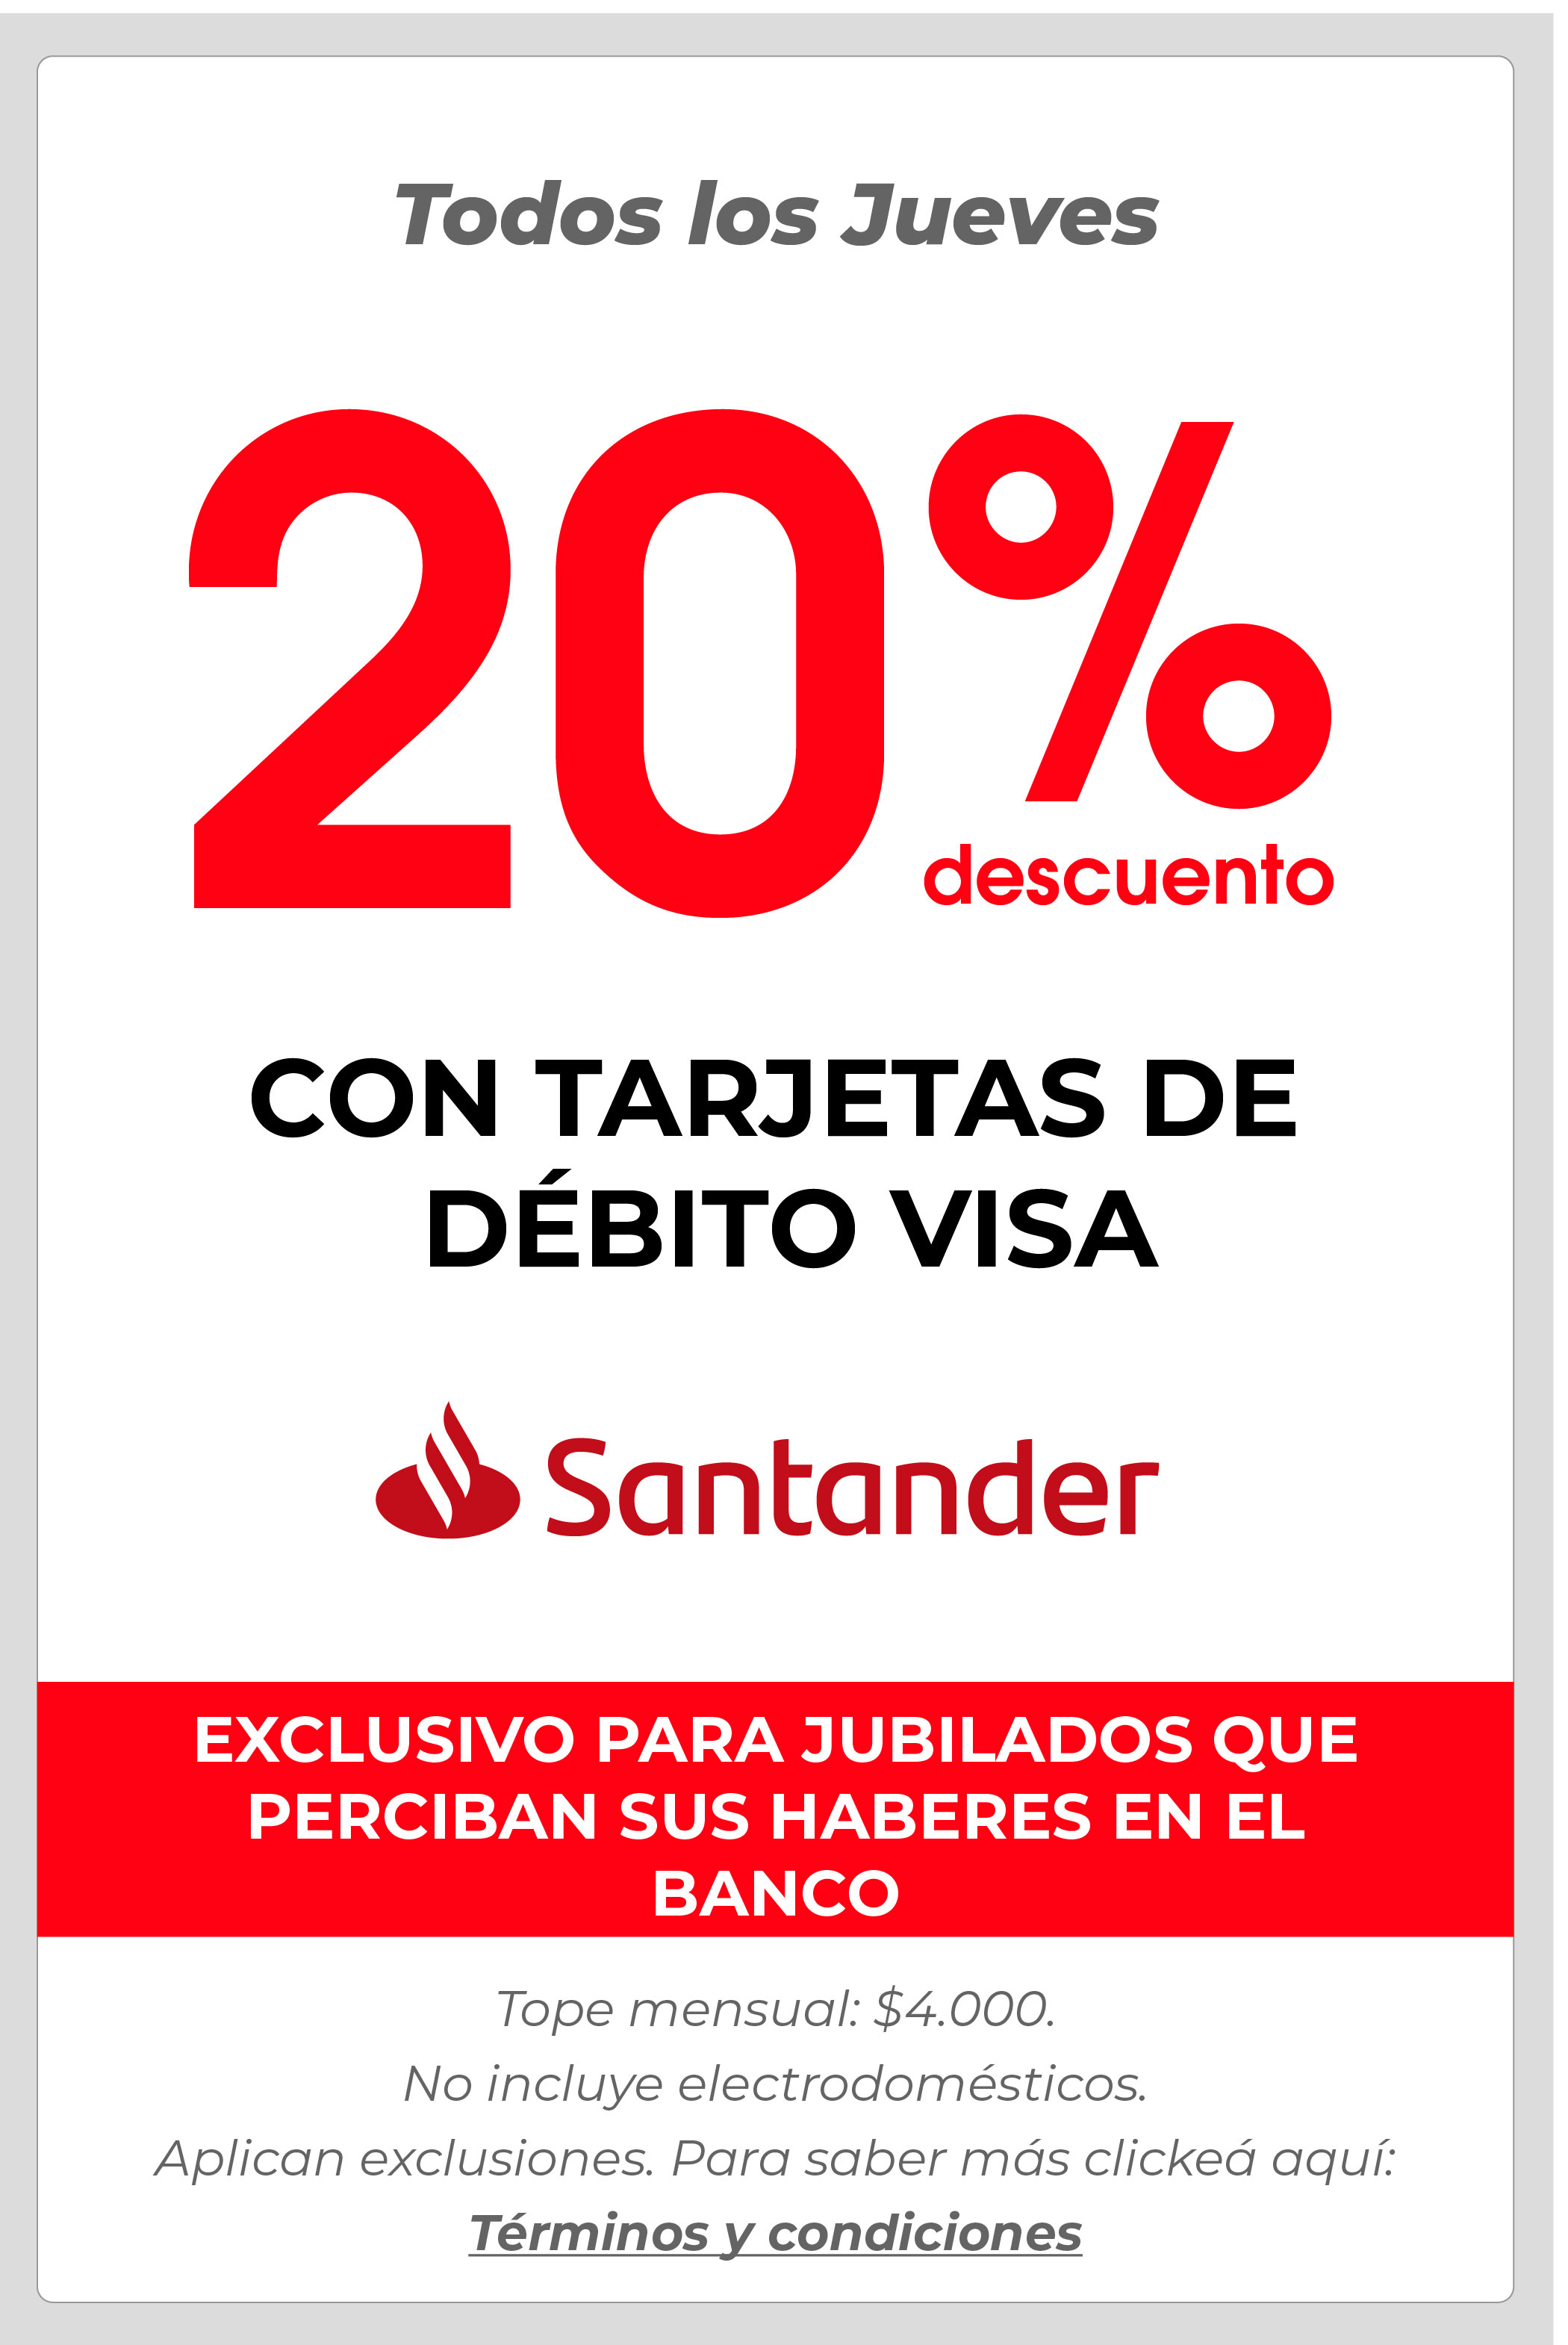 Todos los Jueves
20%
descuento
CON TARJETAS DE
DÉBITO VISA
Santander
EXCLUSIVO PARA JUBILADOS QUE
PERCIBAN SUS HABERES EN EL
BANCO
Tope mensual: $4.000.
No incluye electrodomésticos.
Aplican exclusiones. Para saber más clickeá aquí:
Términos y condiciones